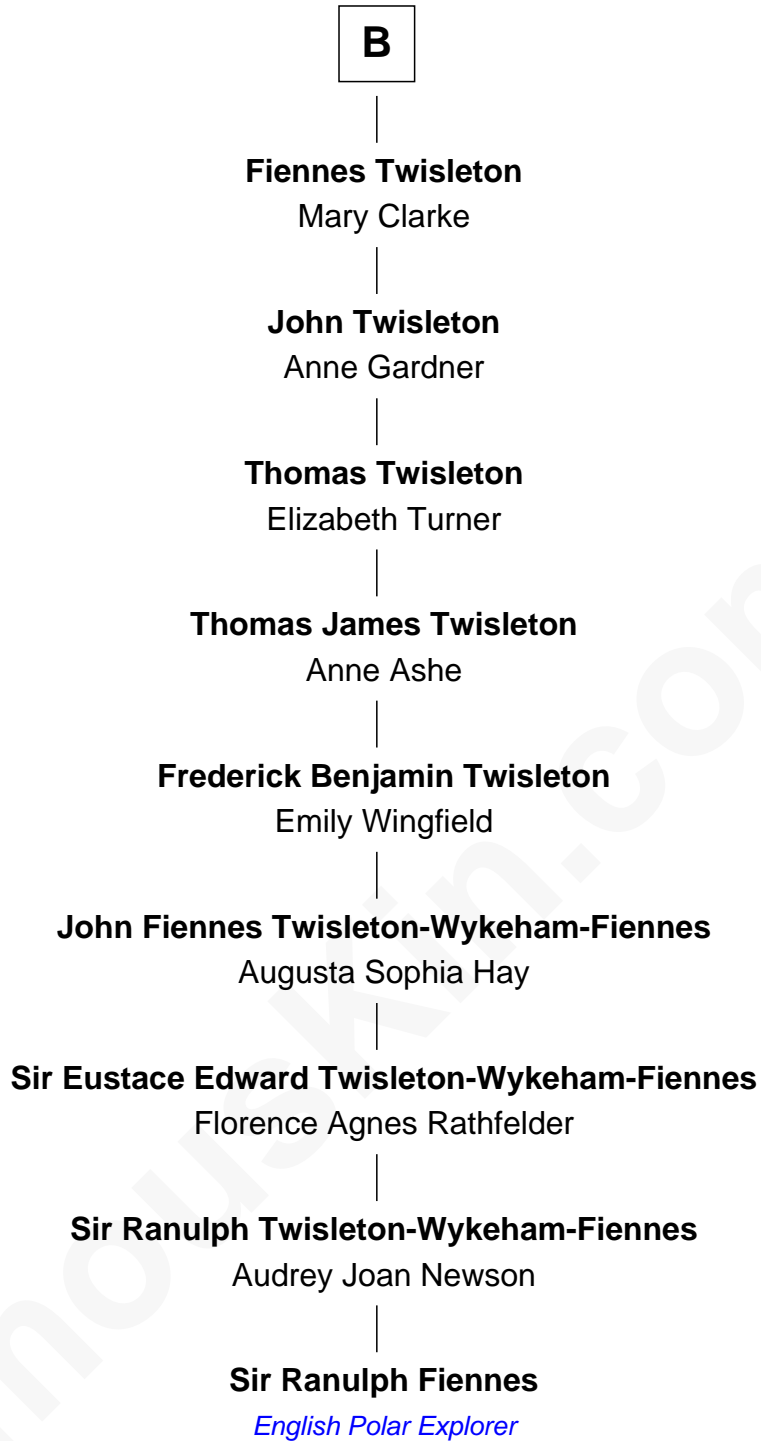 B
Fiennes Twisleton
Mary Clarke
John Twisleton
Anne Gardner
Thomas Twisleton
Elizabeth Turner
Thomas James Twisleton
Anne Ashe
Frederick Benjamin Twisleton
Emily Wingfield
John Fiennes Twisleton-Wykeham-Fiennes
Augusta Sophia Hay
Sir Eustace Edward Twisleton-Wykeham-Fiennes
Florence Agnes Rathfelder
Sir Ranulph Twisleton-Wykeham-Fiennes
Audrey Joan Newson
Sir Ranulph Fiennes
English Polar Explorer